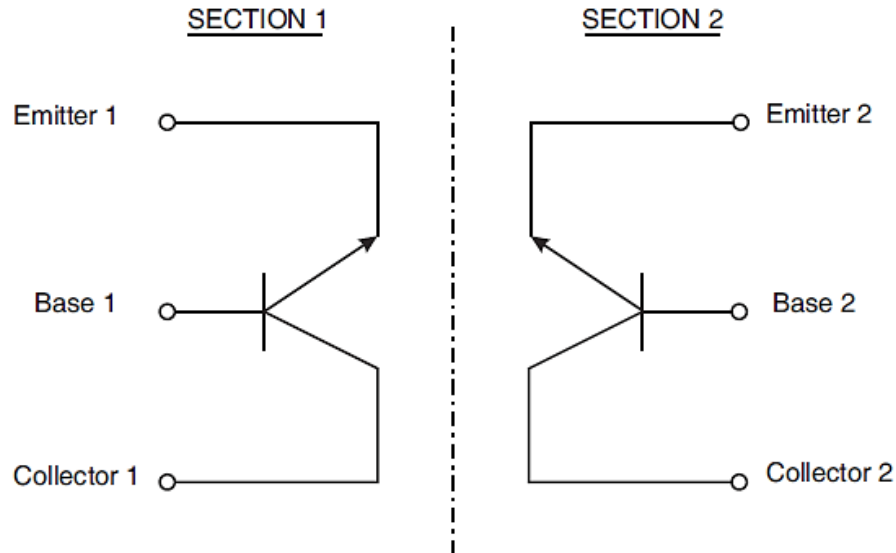 SECTION 1
SECTION 2
Emitter 1
Emitter 2
Base 1
Base 2
Collector 1
Collector 2